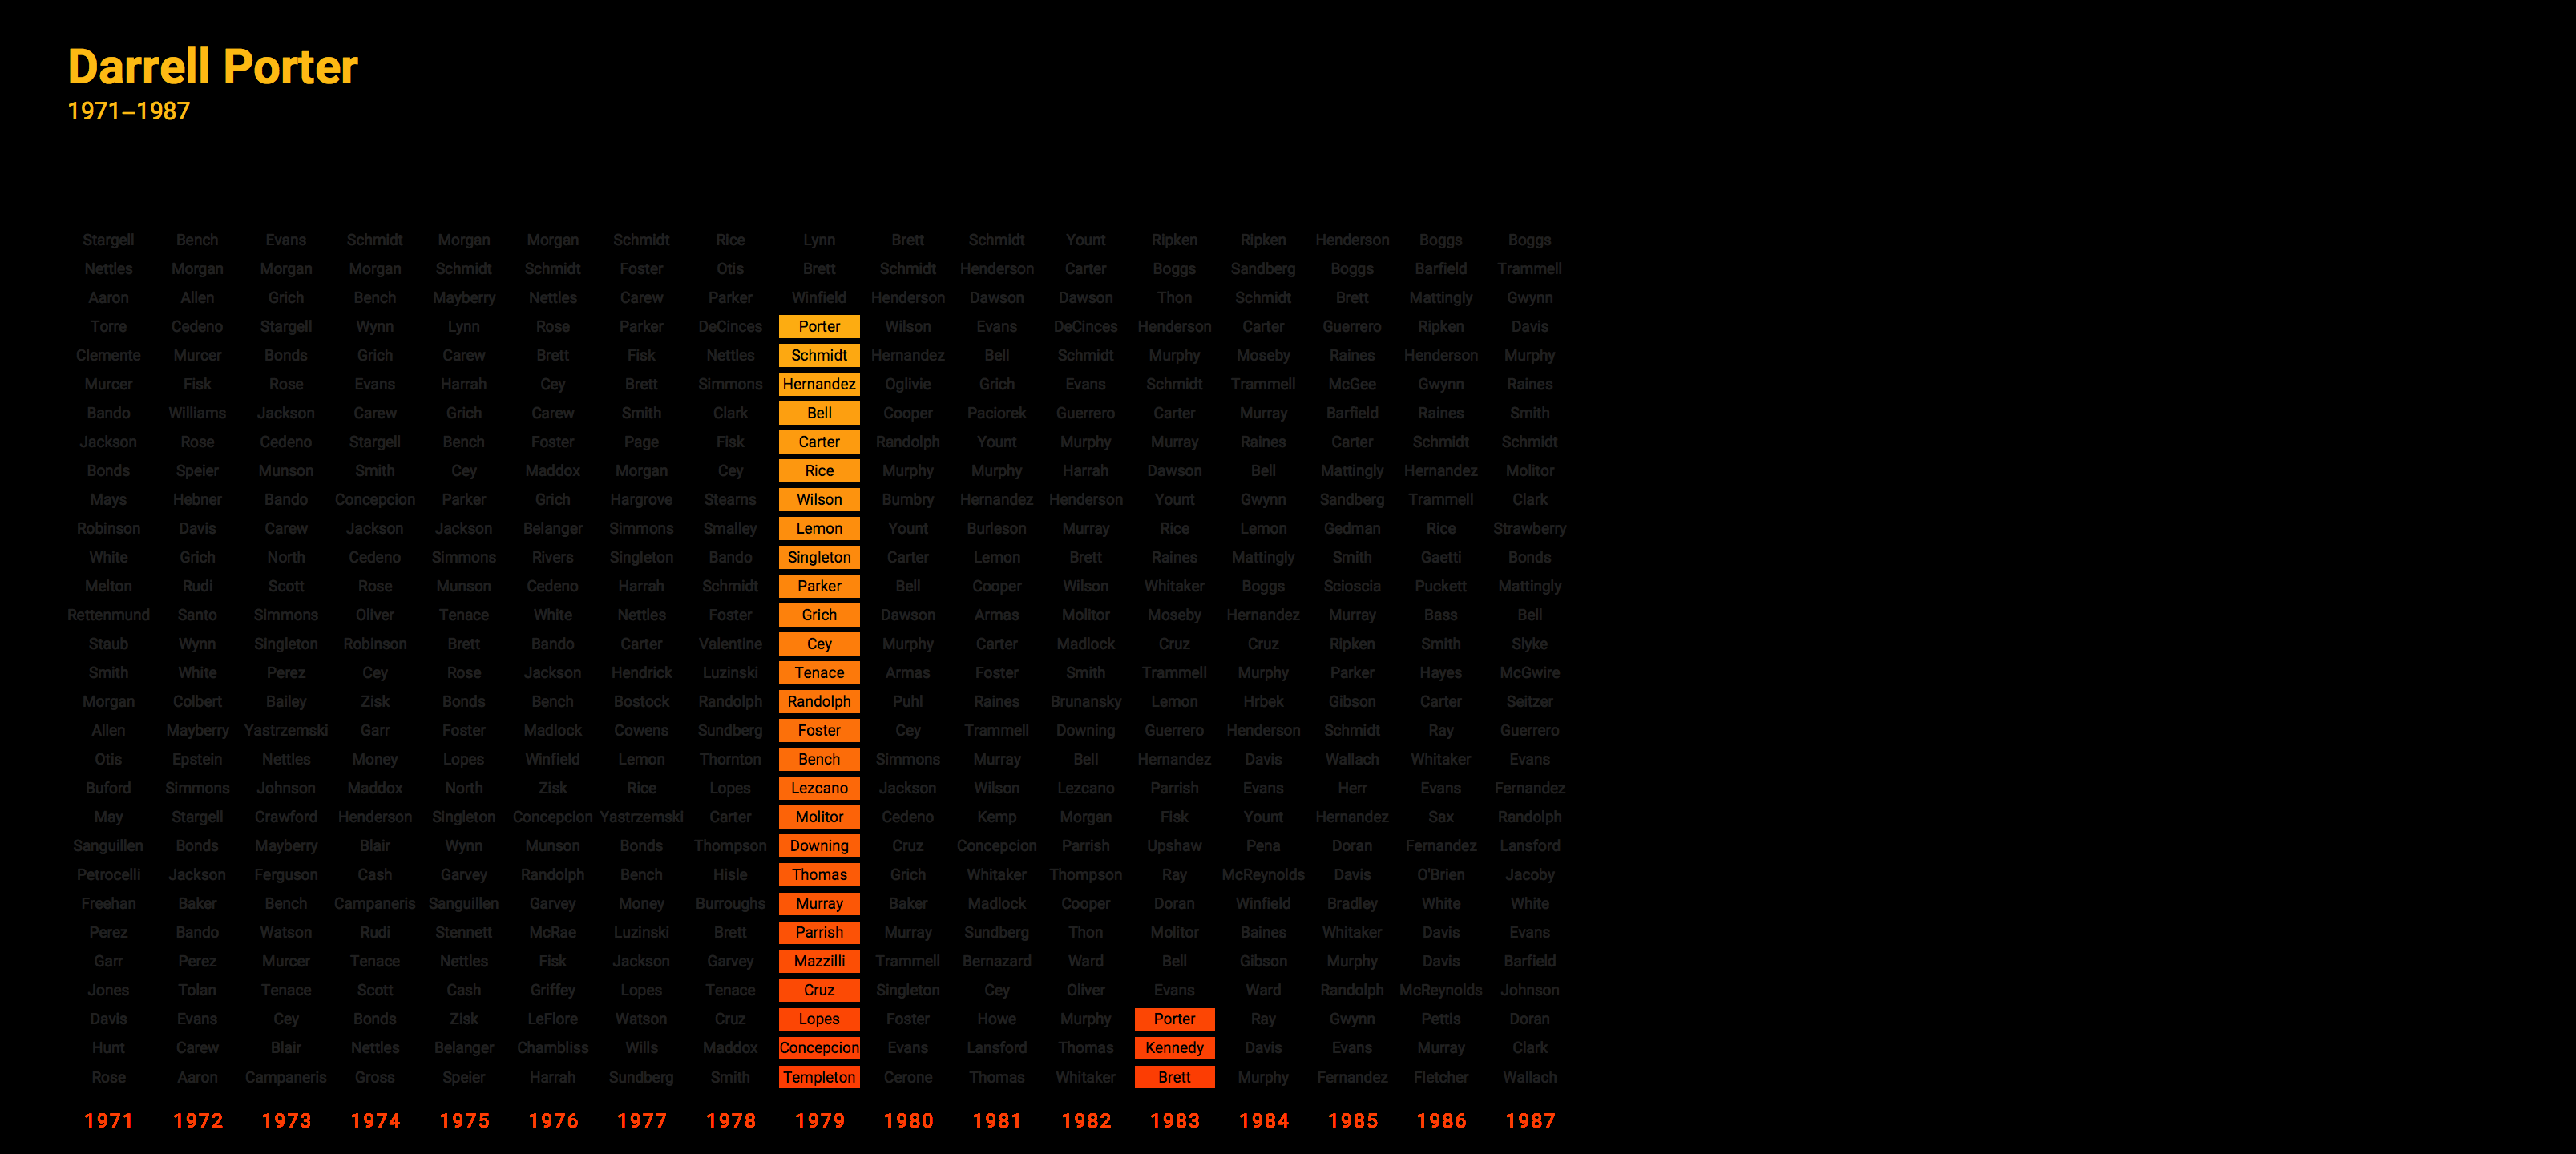 Darrell Porter
1971–1987
Stargell Bench Evans Schmidt Morgan Morgan Schmidt Rice Lynn Brett Schmidt Yount Ripken Ripken Henderson Boggs Boggs
Nettles Morgan Morgan Morgan Schmidt Schmidt Foster Otis Brett Schmidt Henderson Carter Boggs Sandberg Boggs Barfield Trammell
Aaron Allen Grich Bench Mayberry Nettles Carew Parker Winfield Henderson Dawson Dawson Thon Schmidt Brett Mattingly Gwynn
Torre Cedeno Stargell Wynn Lynn Rose Parker DeCinces Porter Wilson Evans DeCinces Henderson Carter Guerrero Ripken Davis
Clemente Murcer Bonds Grich Carew Brett Fisk Nettles Schmidt Hernandez Bell Schmidt Murphy Moseby Raines Henderson Murphy
Murcer Fisk Rose Evans Harrah Cey Brett Simmons Hernandez Oglivie Grich Evans Schmidt Trammell McGee Gwynn Raines
Bando Williams Jackson Carew Grich Carew Smith Clark Bell Cooper Paciorek Guerrero Carter Murray Barfield Raines Smith
Jackson Rose Cedeno Stargell Bench Foster Page Fisk Carter Randolph Yount Murphy Murray Raines Carter Schmidt Schmidt
Bonds Speier Munson Smith Cey Maddox Morgan Cey Rice Murphy Murphy Harrah Dawson Bell Mattingly Hernandez Molitor
Mays Hebner Bando Concepcion Parker Grich Hargrove Stearns Wilson Bumbry Hernandez Henderson Yount Gwynn Sandberg Trammell Clark
Robinson Davis Carew Jackson Jackson Belanger Simmons Smalley Lemon Yount Burleson Murray Rice Lemon Gedman Rice Strawberry
White Grich North Cedeno Simmons Rivers Singleton Bando Singleton Carter Lemon Brett Raines Mattingly Smith Gaetti Bonds
Melton Rudi Scott Rose Munson Cedeno Harrah Schmidt Parker Bell Cooper Wilson Whitaker Boggs Scioscia Puckett Mattingly
Rettenmund Santo Simmons Oliver Tenace White Nettles Foster Grich Dawson Armas Molitor Moseby Hernandez Murray Bass Bell
Staub Wynn Singleton Robinson Brett Bando Carter Valentine Cey Murphy Carter Madlock Cruz Cruz Ripken Smith Slyke
Smith White Perez Cey Rose Jackson Hendrick Luzinski Tenace Armas Foster Smith Trammell Murphy Parker Hayes McGwire
Morgan Colbert Bailey Zisk Bonds Bench Bostock Randolph Randolph Puhl Raines Brunansky Lemon Hrbek Gibson Carter Seitzer
Allen Mayberry Yastrzemski Garr Foster Madlock Cowens Sundberg Foster Cey Trammell Downing Guerrero Henderson Schmidt Ray Guerrero
Otis Epstein Nettles Money Lopes Winfield Lemon Thornton Bench Simmons Murray Bell Hernandez Davis Wallach Whitaker Evans
Buford Simmons Johnson Maddox North Zisk Rice Lopes Lezcano Jackson Wilson Lezcano Parrish Evans Herr Evans Fernandez
May Stargell Crawford Henderson Singleton Concepcion Yastrzemski Carter Molitor Cedeno Kemp Morgan Fisk Yount Hernandez Sax Randolph
Sanguillen Bonds Mayberry Blair Wynn Munson Bonds Thompson Downing Cruz Concepcion Parrish Upshaw Pena Doran Fernandez Lansford
Petrocelli Jackson Ferguson Cash Garvey Randolph Bench Hisle Thomas Grich Whitaker Thompson Ray McReynolds Davis O'Brien Jacoby
Freehan Baker Bench Campaneris Sanguillen Garvey Money Burroughs Murray Baker Madlock Cooper Doran Winfield Bradley White White
Perez Bando Watson Rudi Stennett McRae Luzinski Brett Parrish Murray Sundberg Thon Molitor Baines Whitaker Davis Evans
Garr Perez Murcer Tenace Nettles Fisk Jackson Garvey Mazzilli Trammell Bernazard Ward Bell Gibson Murphy Davis Barfield
Jones Tolan Tenace Scott Cash Griffey Lopes Tenace Cruz Singleton Cey Oliver Evans Ward Randolph McReynolds Johnson
Davis Evans Cey Bonds Zisk LeFlore Watson Cruz Lopes Foster Howe Murphy Porter Ray Gwynn Pettis Doran
Hunt Carew Blair Nettles Belanger Chambliss Wills Maddox Concepcion Evans Lansford Thomas Kennedy Davis Evans Murray Clark
Rose Aaron Campaneris Gross Speier Harrah Sundberg Smith Templeton Cerone Thomas Whitaker Brett Murphy Fernandez Fletcher Wallach
1971 1972 1973 1974 1975 1976 1977 1978 1979 1980 1981 1982 1983 1984 1985 1986 1987